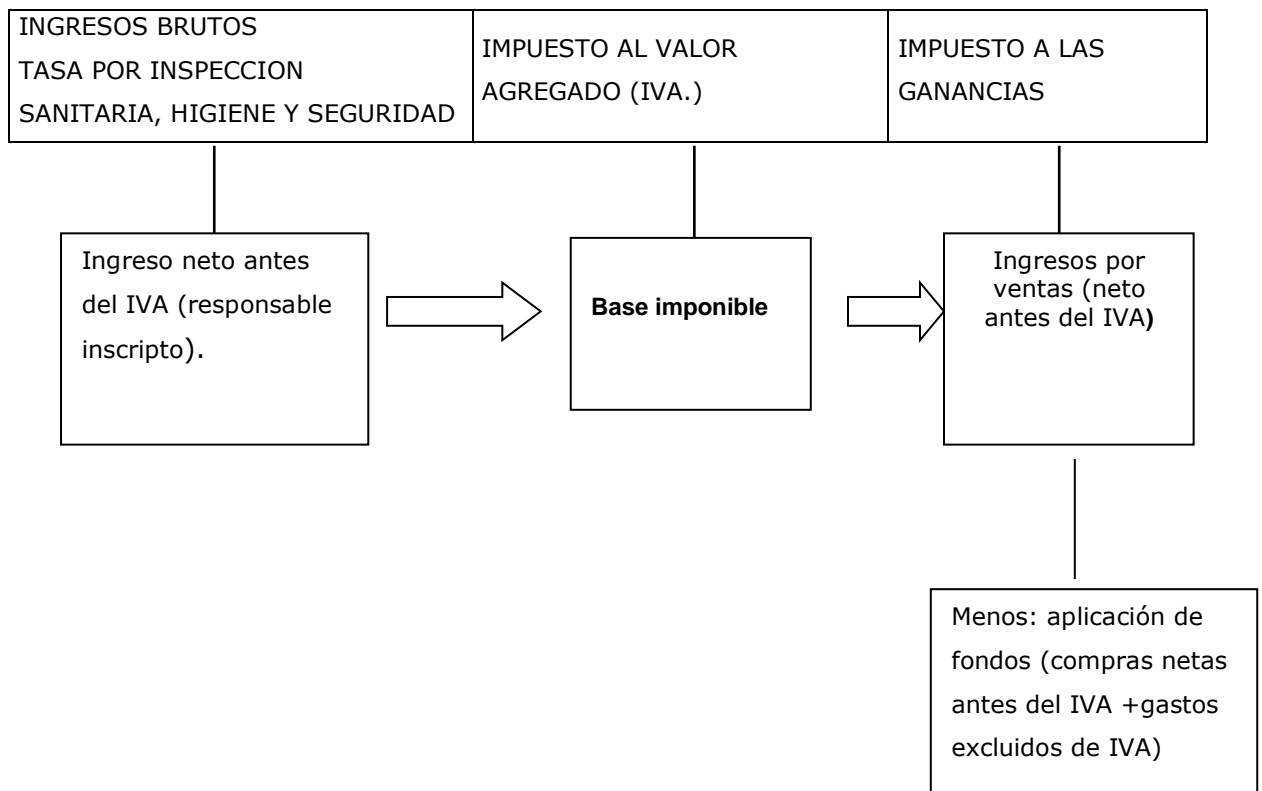 INGRESOS BRUTOS
TASA POR INSPECCION
SANITARIA, HIGIENE Y SEGURIDAD
IMPUESTO AL VALOR
AGREGADO (IVA.)
IMPUESTO A LAS
GANANCIAS
Ingreso neto antes
del IVA (responsable
inscripto).
Base imponible
Ingresos por
ventas (neto
antes del IVA)
Menos: aplicación de
fondos (compras netas
antes del IVA +gastos
excluidos de IVA)